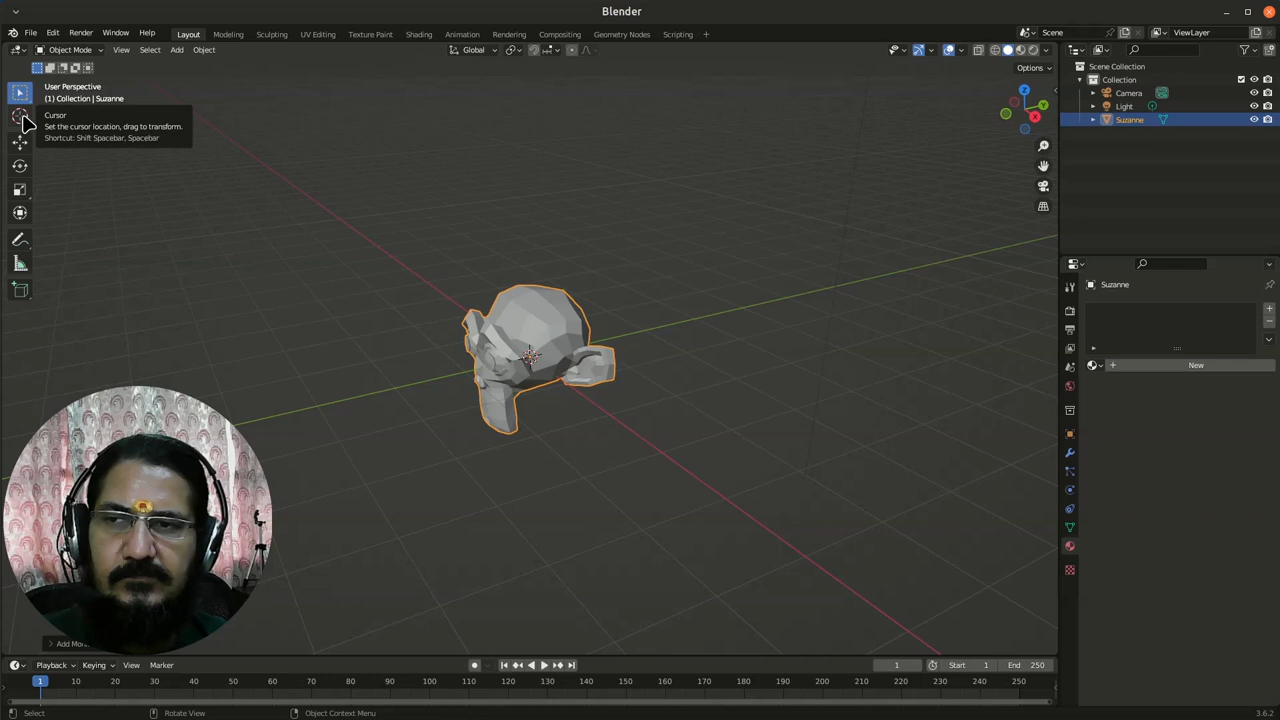 Blender
File Edit Render Window Help Layout Modeling Sculpting UV Editing Texture Paint Shading Animation Rendering Compositing Geometry Nodes Scripting + Scene ViewLayer
Object Mode View Select Add Object Global
Options
User Perspective
(1) Collection | Suzanne
Cursor
Set the cursor location, drag to transform.
Shortcut: Shift Spacebar, Spacebar
Z
Y
X
Scene Collection
Collection
Camera
Light
Suzanne
Suzanne
New
Playback Keying View Marker 1 Start 1 End 250
1 10 20 30 40 50 60 70 80 90 100 110 120 130 140 150 160 170 180 190 200 210 220 230 240 250
Select Rotate View Object Context Menu 3.6.2